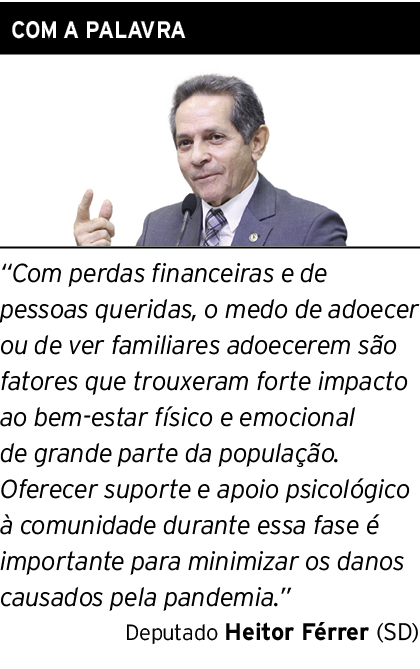 COM A PALAVRA
“Com perdas financeiras e de
pessoas queridas, o medo de adoecer
ou de ver familiares adoecerem são
fatores que trouxeram forte impacto
ao bem-estar físico e emocional
de grande parte da população.
Oferecer suporte e apoio psicológico
à comunidade durante essa fase é
importante para minimizar os danos
causados pela pandemia.”
Deputado Heitor Férrer (SD)